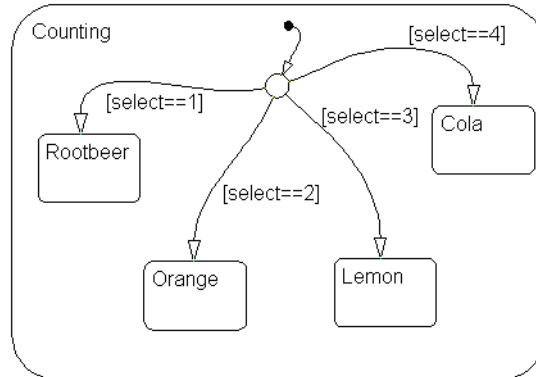 Counting
[select==4]
[select==1]
[select==3]
Cola
Rootbeer
[select==2]
Orange
Lemon